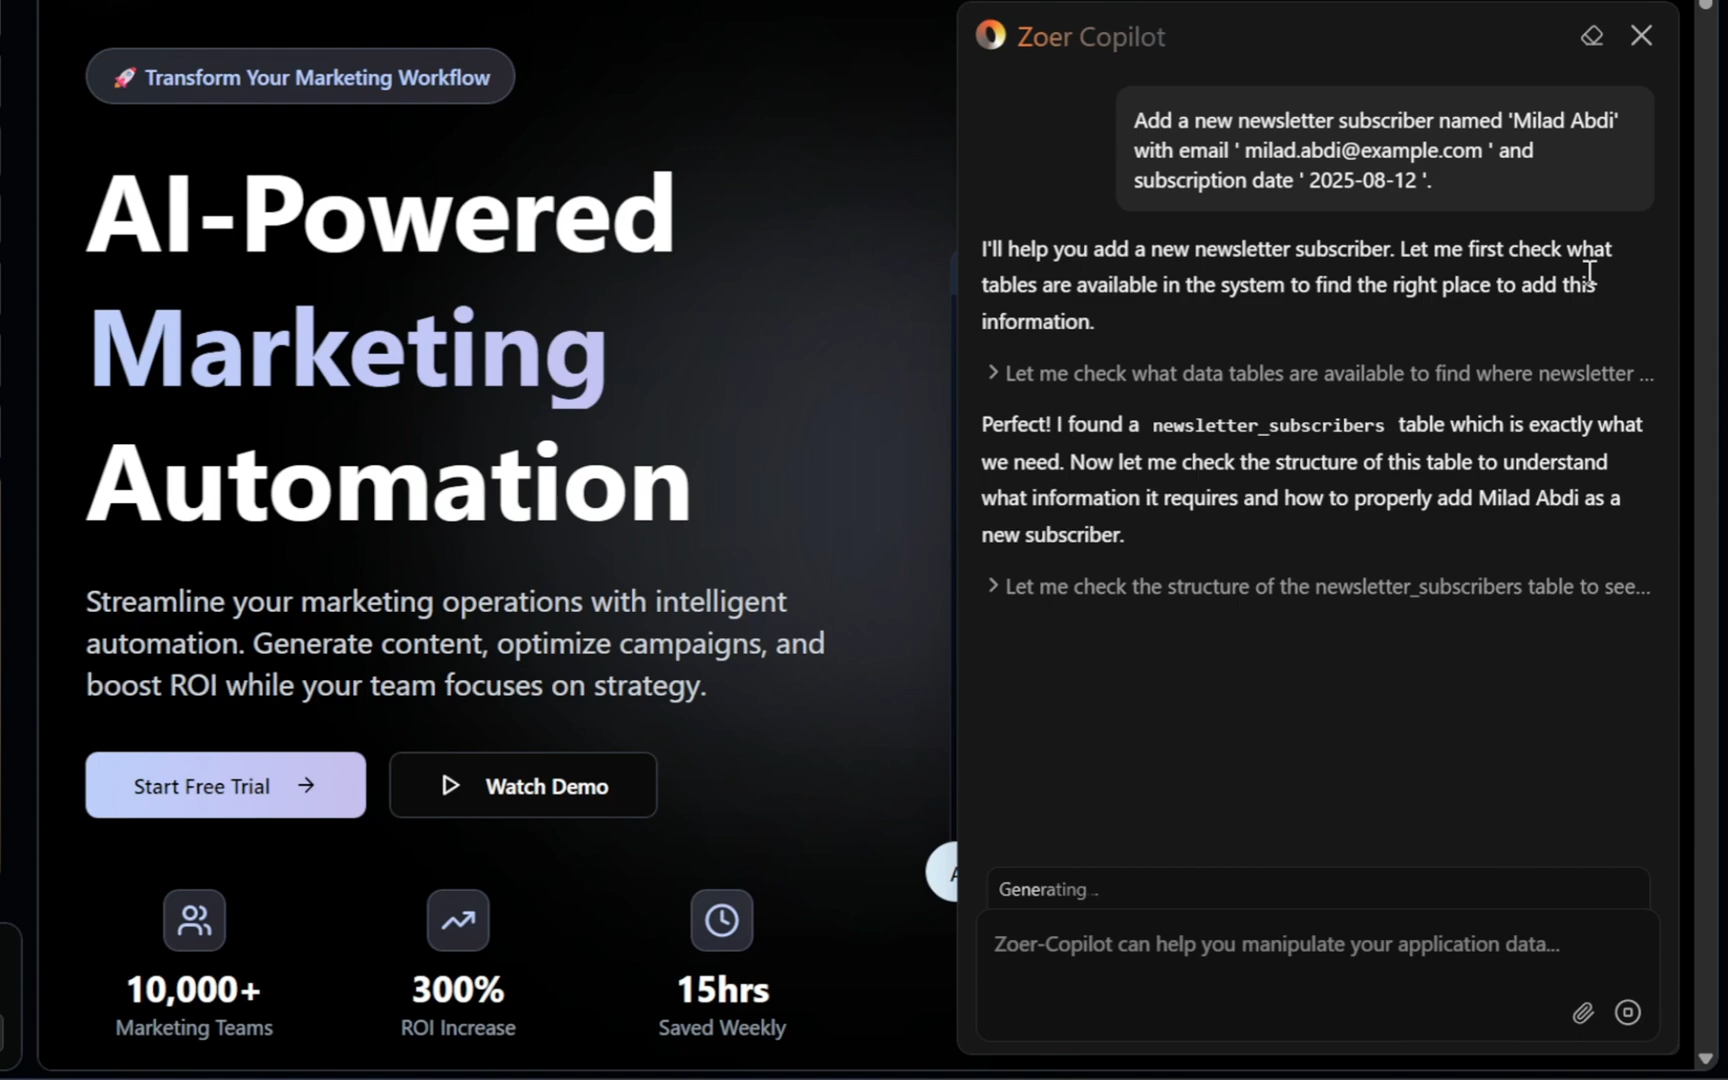 🚀 Transform Your Marketing Workflow
AI-Powered
Marketing
Automation
Streamline your marketing operations with intelligent
automation. Generate content, optimize campaigns, and
boost ROI while your team focuses on strategy.
Start Free Trial →
Watch Demo
10,000+
Marketing Teams
300%
ROI Increase
15hrs
Saved Weekly
Zoer Copilot
Add a new newsletter subscriber named 'Milad Abdi'
with email ' milad.abdi@example.com ' and
subscription date ' 2025-08-12 '.
I'll help you add a new newsletter subscriber. Let me first check what
tables are available in the system to find the right place to add this
information.
> Let me check what data tables are available to find where newsletter ...
Perfect! I found a newsletter_subscribers table which is exactly what
we need. Now let me check the structure of this table to understand
what information it requires and how to properly add Milad Abdi as a
new subscriber.
> Let me check the structure of the newsletter_subscribers table to see...
Generating...
Zoer-Copilot can help you manipulate your application data...